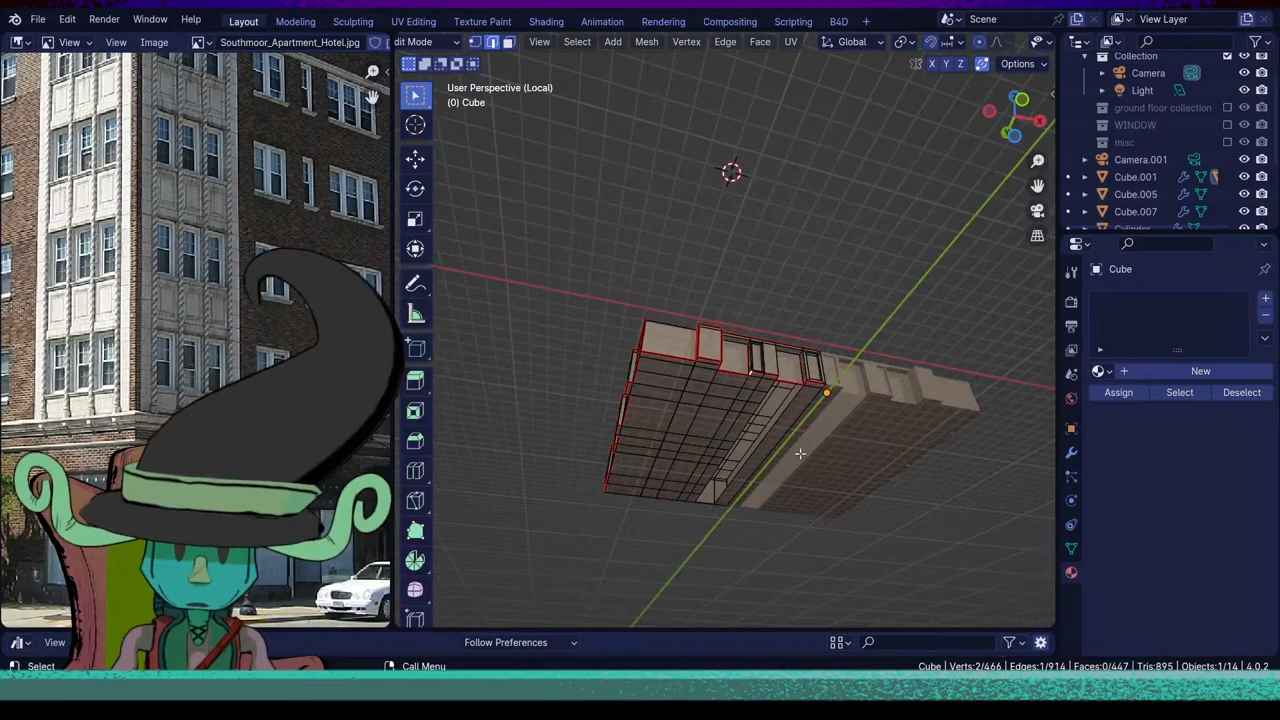 File Edit Render Window Help Layout Modeling Sculpting UV Editing Texture Paint Shading Animation Rendering Compositing Scripting B4D + Scene View Layer
View View Image Southmoor_Apartment_Hotel.jpg
dit Mode View Select Add Mesh Vertex Edge Face UV Global
X Y Z Options
User Perspective (Local)
(0) Cube
X
Y
Collection
Camera
Light
ground floor collection
WINDOW
misc
Camera.001
Cube.001
Cube.005
Cube.007
Cube
New
Assign Select Deselect
View Follow Preferences
Select Call Menu Cube | Verts:2/466 | Edges:1/914 | Faces:0/447 | Tris:895 | Objects:1/14 | 4.0.2